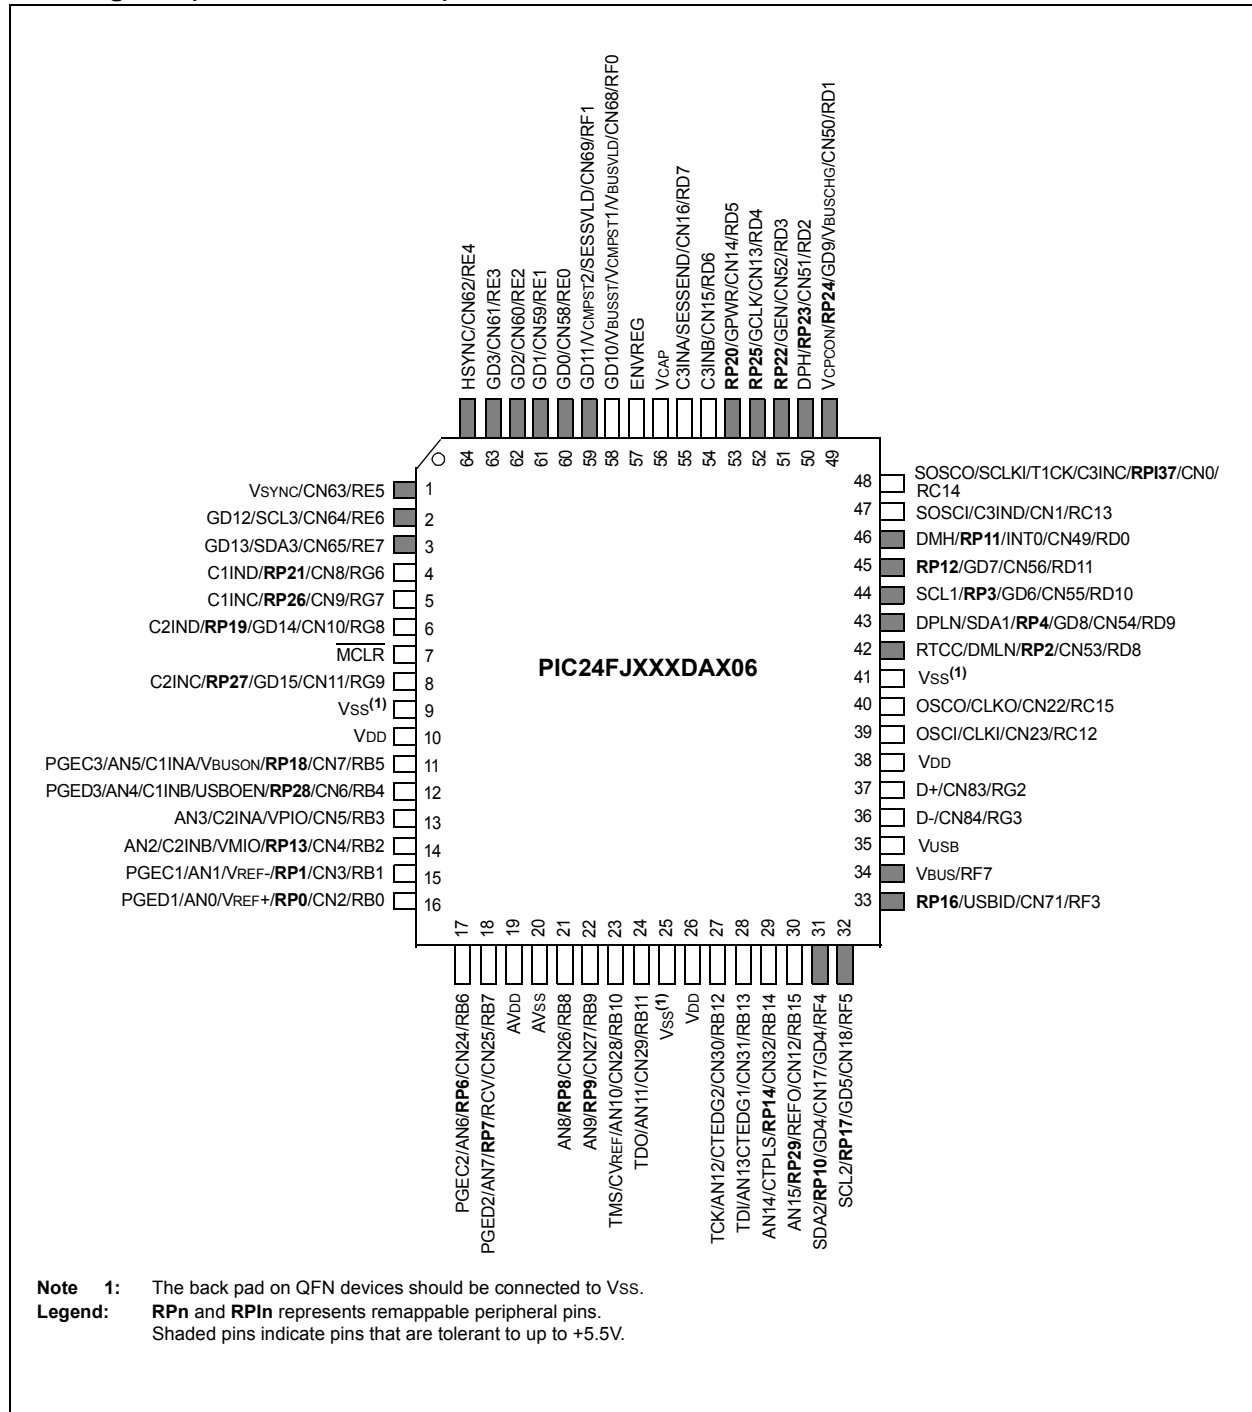 HSYNC/CN62/RE4
GD3/CN61/RE3
GD2/CN60/RE2
GD1/CN59/RE1
GD0/CN58/RE0
GD11/VCMPST2/SESSVLD/CN69/RF1
GD10/VBUSST/VCMPST1/VBUSVLD/CN68/RF0
ENVREG
VCAP
C3INA/SESSEND/CN16/RD7
C3INB/CN15/RD6
RP20/GPWR/CN14/RD5
RP25/GCLK/CN13/RD4
RP22/GEN/CN52/RD3
DPH/RP23/CN51/RD2
VCPCON/RP24/GD9/VBUSCHG/CN50/RD1
64 63 62 61 60 59 58 57 56 55 54 53 52 51 50 49
VSYNC/CN63/RE5 1
GD12/SCL3/CN64/RE6 2
GD13/SDA3/CN65/RE7 3
C1IND/RP21/CN8/RG6 4
C1INC/RP26/CN9/RG7 5
C2IND/RP19/GD14/CN10/RG8 6
MCLR 7
C2INC/RP27/GD15/CN11/RG9 8
VSS(1) 9
VDD 10
PGEC3/AN5/C1INA/VBUSON/RP18/CN7/RB5 11
PGED3/AN4/C1INB/USBOEN/RP28/CN6/RB4 12
AN3/C2INA/VPIO/CN5/RB3 13
AN2/C2INB/VMIO/RP13/CN4/RB2 14
PGEC1/AN1/VREF-/RP1/CN3/RB1 15
PGED1/AN0/VREF+/RP0/CN2/RB0 16
PIC24FJXXXDAX06
48 SOSCO/SCLKI/T1CK/C3INC/RPI37/CN0/
RC14
47 SOSCI/C3IND/CN1/RC13
46 DMH/RP11/INT0/CN49/RD0
45 RP12/GD7/CN56/RD11
44 SCL1/RP3/GD6/CN55/RD10
43 DPLN/SDA1/RP4/GD8/CN54/RD9
42 RTCC/DMLN/RP2/CN53/RD8
41 VSS(1)
40 OSCO/CLKO/CN22/RC15
39 OSCI/CLKI/CN23/RC12
38 VDD
37 D+/CN83/RG2
36 D-/CN84/RG3
35 VUSB
34 VBUS/RF7
33 RP16/USBID/CN71/RF3
17 18 19 20 21 22 23 24 25 26 27 28 29 30 31 32
PGEC2/AN6/RP6/CN24/RB6
PGED2/AN7/RP7/RCV/CN25/RB7
AVDD
AVSS
AN8/RP8/CN26/RB8
AN9/RP9/CN27/RB9
TMS/CVREF/AN10/CN28/RB10
TDO/AN11/CN29/RB11
VSS(1)
VDD
TCK/AN12/CTEDG2/CN30/RB12
TDI/AN13CTEDG1/CN31/RB13
AN14/CTPLS/RP14/CN32/RB14
AN15/RP29/REFO/CN12/RB15
SDA2/RP10/GD4/CN17/GD4/RF4
SCL2/RP17/GD5/CN18/RF5
Note 1: The back pad on QFN devices should be connected to VSS.
Legend: RPn and RPIn represents remappable peripheral pins.
Shaded pins indicate pins that are tolerant to up to +5.5V.